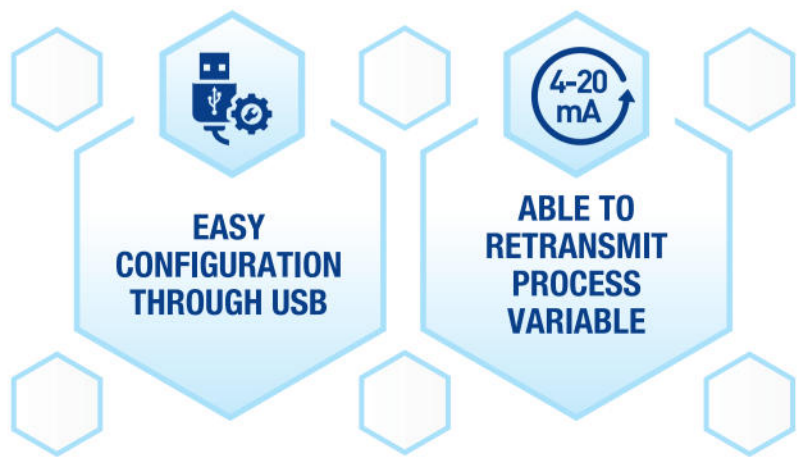 EASY
CONFIGURATION
THROUGH USB
4-20
mA
ABLE TO
RETRANSMIT
PROCESS
VARIABLE